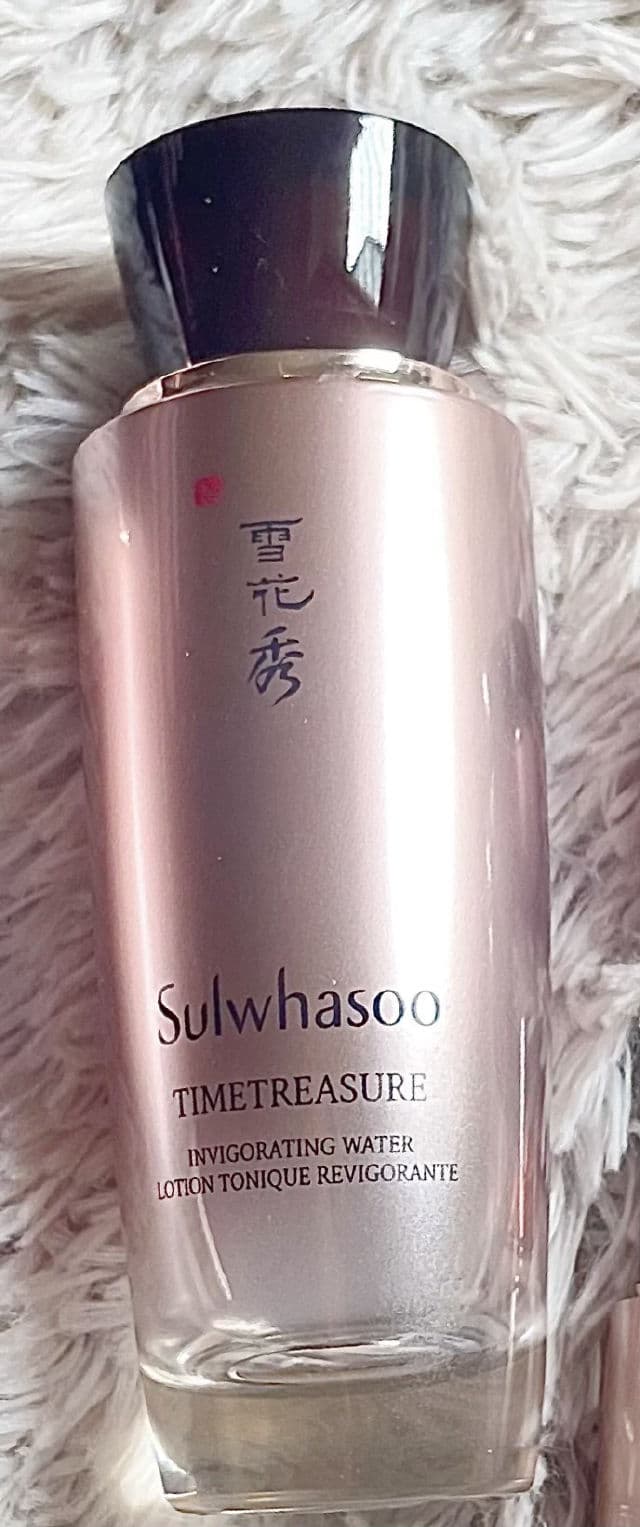 雪花秀
Sulwhasoo
TIMETREASURE
INVIGORATING WATER
LOTION TONIQUE REVIGORANTE